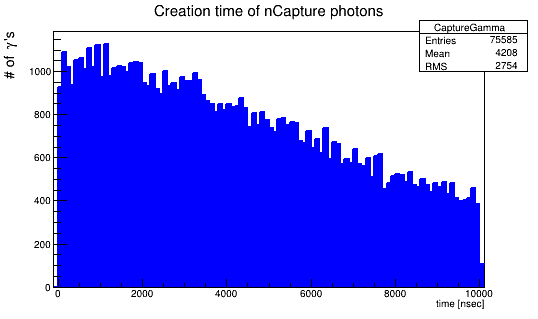 Creation time of nCapture photons
CaptureGamma
Entries 75585
Mean 4208
RMS 2754
# of γ's
1000
800
600
400
200
0
0 2000 4000 6000 8000 10000
time [nsec]